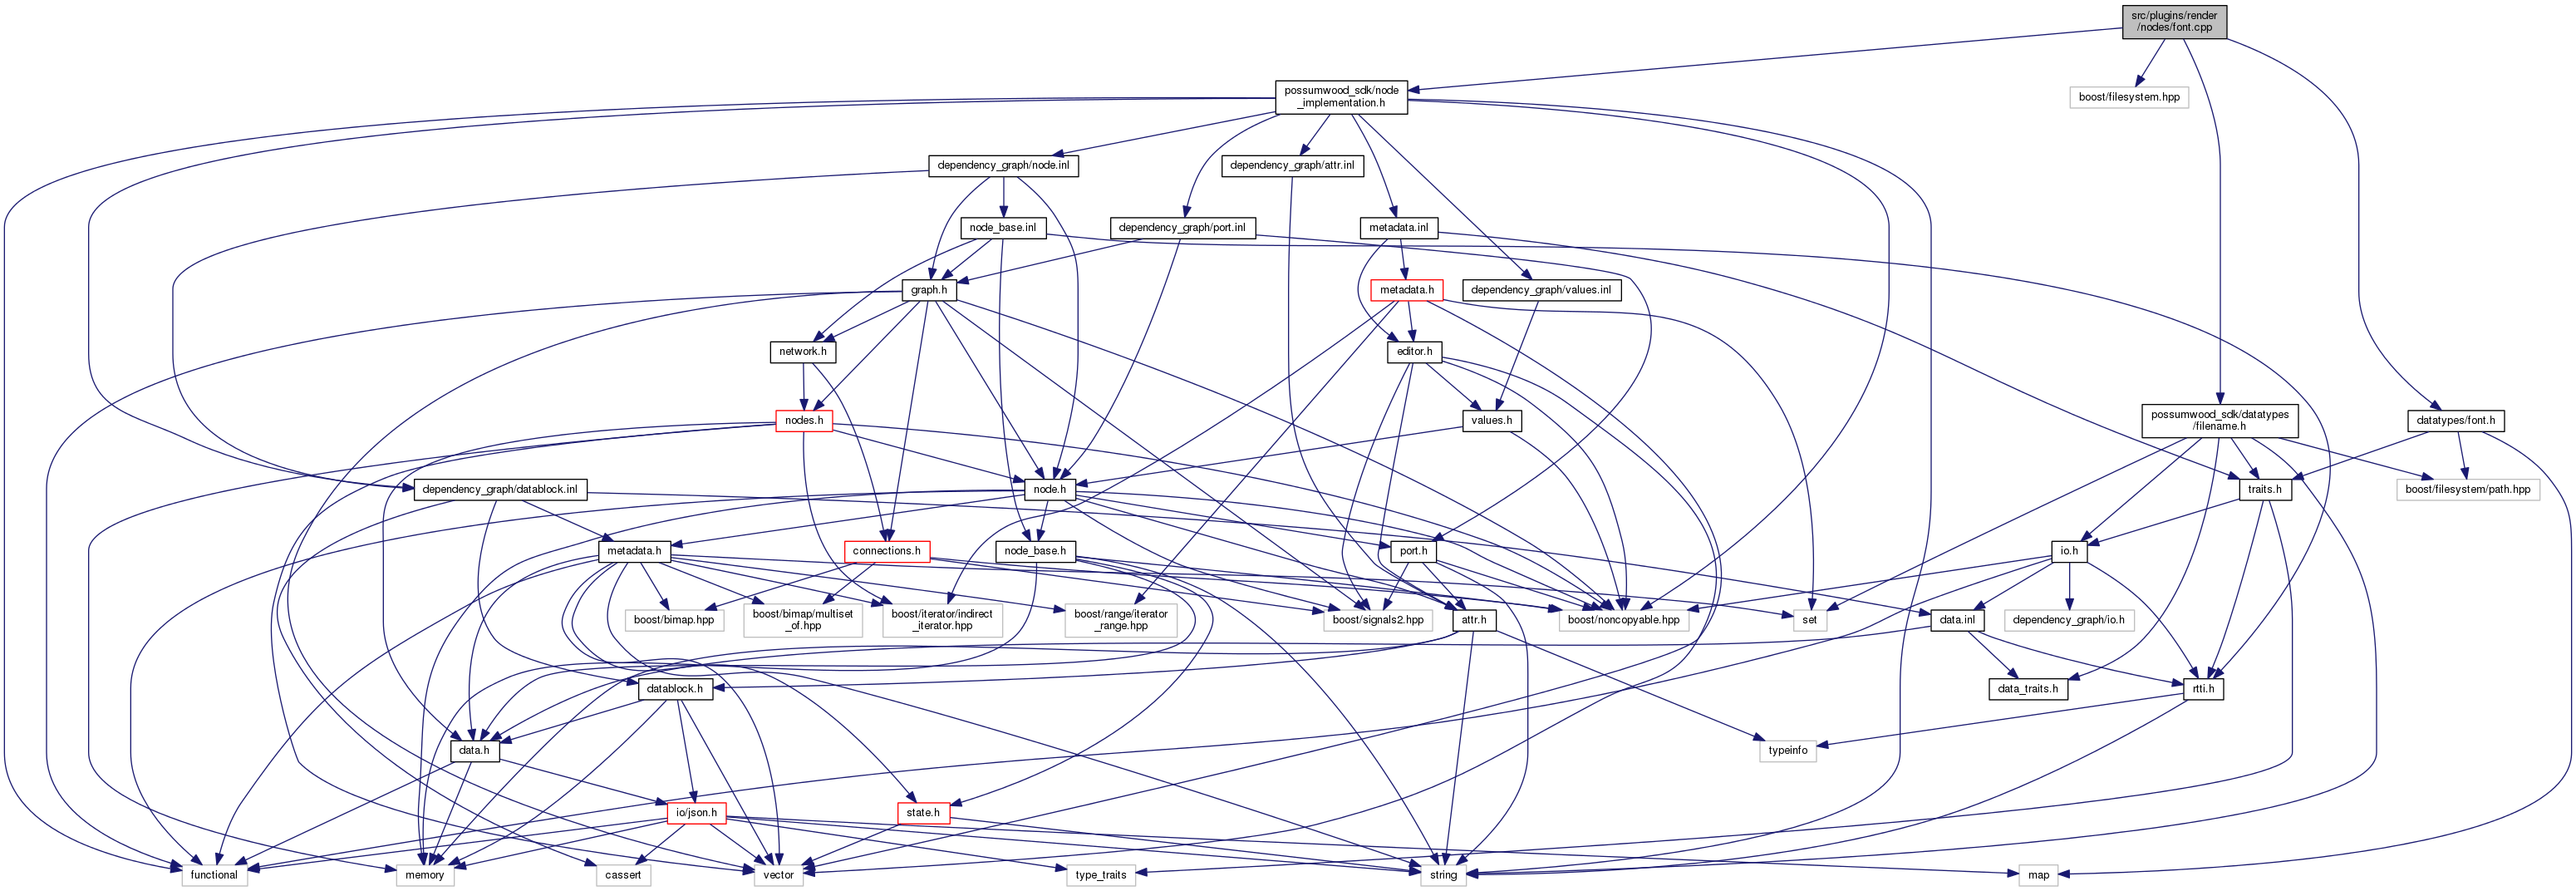 src/plugins/render
/nodes/font.cpp
possumwood_sdk/node
_implementation.h
boost/filesystem.hpp
dependency_graph/node.inl
dependency_graph/attr.inl
node_base.inl
dependency_graph/port.inl
metadata.inl
graph.h
metadata.h
dependency_graph/values.inl
network.h
editor.h
nodes.h
values.h
possumwood_sdk/datatypes
/filename.h
datatypes/font.h
dependency_graph/datablock.inl
node.h
traits.h
boost/filesystem/path.hpp
metadata.h
connections.h
node_base.h
port.h
io.h
boost/bimap.hpp
boost/bimap/multiset
_of.hpp
boost/iterator/indirect
_iterator.hpp
boost/range/iterator
_range.hpp
boost/signals2.hpp
attr.h
boost/noncopyable.hpp
set
data.inl
dependency_graph/io.h
datablock.h
data_traits.h
rtti.h
data.h
typeinfo
io/json.h
state.h
functional
memory
cassert
vector
type_traits
string
map